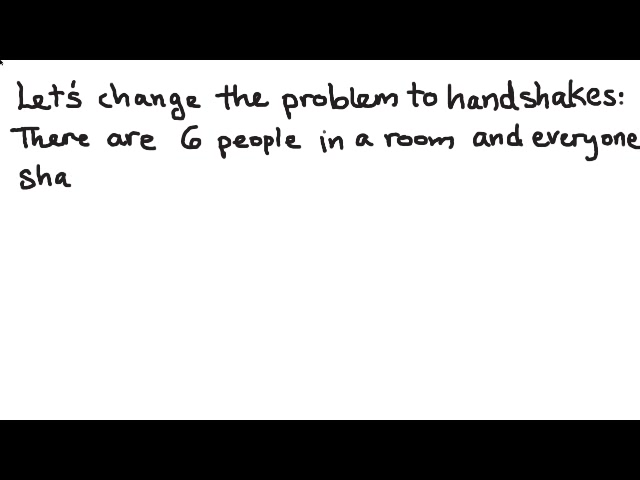 Let's change the problem to handshakes:
There are 6 people in a room and everyone
sha